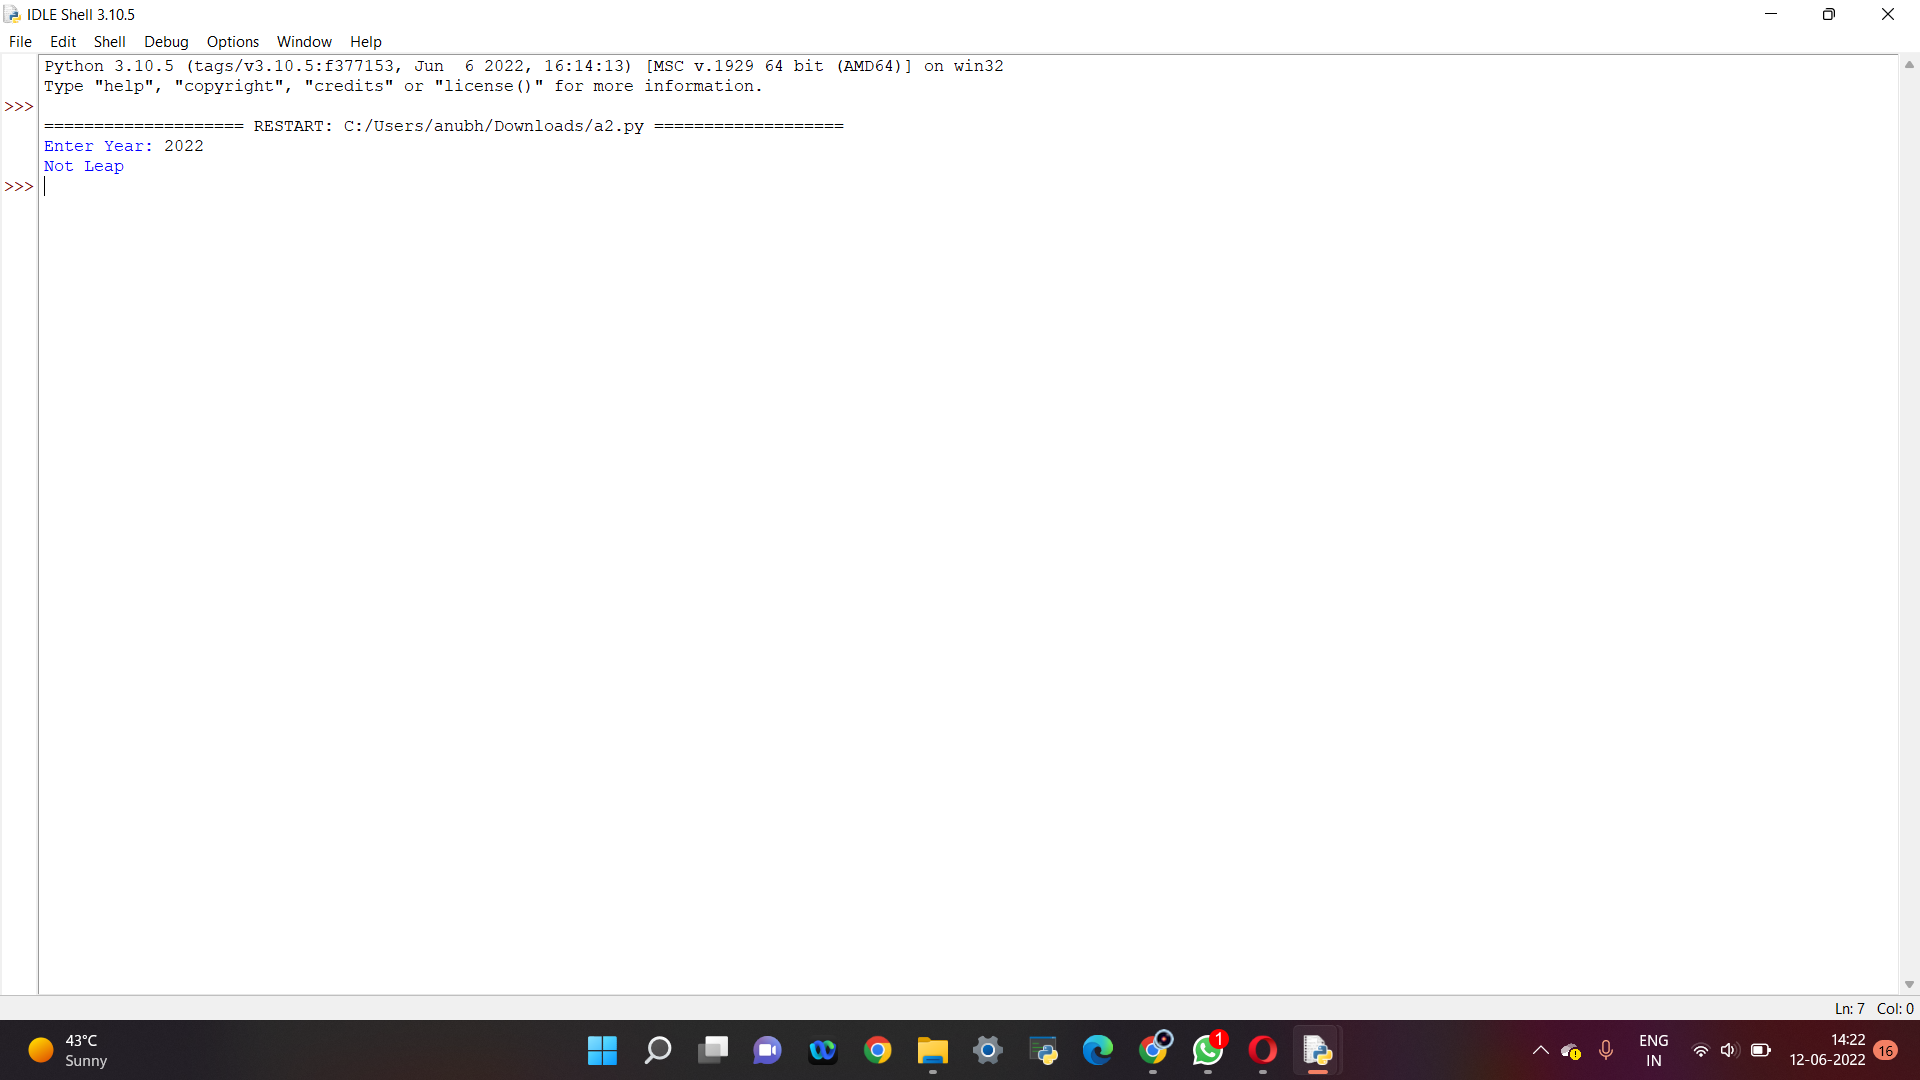 IDLE Shell 3.10.5
File Edit Shell Debug Options Window Help
Python 3.10.5 (tags/v3.10.5:f377153, Jun  6 2022, 16:14:13) [MSC v.1929 64 bit (AMD64)] on win32
Type "help", "copyright", "credits" or "license()" for more information.
>>>
==================== RESTART: C:/Users/anubh/Downloads/a2.py ===================
Enter Year: 2022
Not Leap
>>>
Ln: 7 Col: 0
43°C
Sunny
1
ENG
IN
14:22
12-06-2022
16